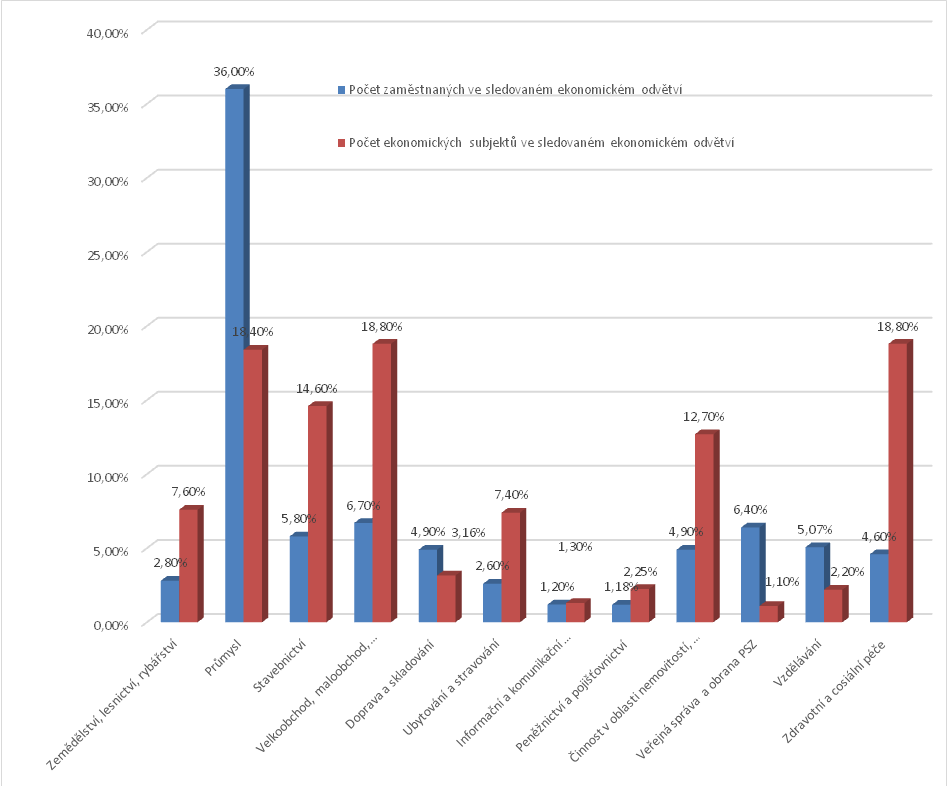 40,00%
35,00%
30,00%
25,00%
20,00%
15,00%
10,00%
5,00%
0,00%
Počet zaměstnaných ve sledovaném ekonomickém odvětví
Počet ekonomických subjektů ve sledovaném ekonomickém odvětví
2,80%
7,60%
36,00%
18,40%
5,80%
14,60%
6,70%
18,80%
4,90%
3,16%
2,60%
7,40%
1,20%
1,30%
1,18%
2,25%
4,90%
12,70%
6,40%
1,10%
5,07%
2,20%
4,60%
18,80%
Zemědělství, lesnictví, rybářství
Průmysl
Stavebnictví
Velkoobchod, maloobchod,...
Doprava a skladování
Ubytování a stravování
Informační a komunikační...
Peněžnictví a pojišťovnictví
Činnost v oblasti nemovitostí,...
Veřejná správa a obrana PSZ
Vzdělávání
Zdravotní a cosiální péče